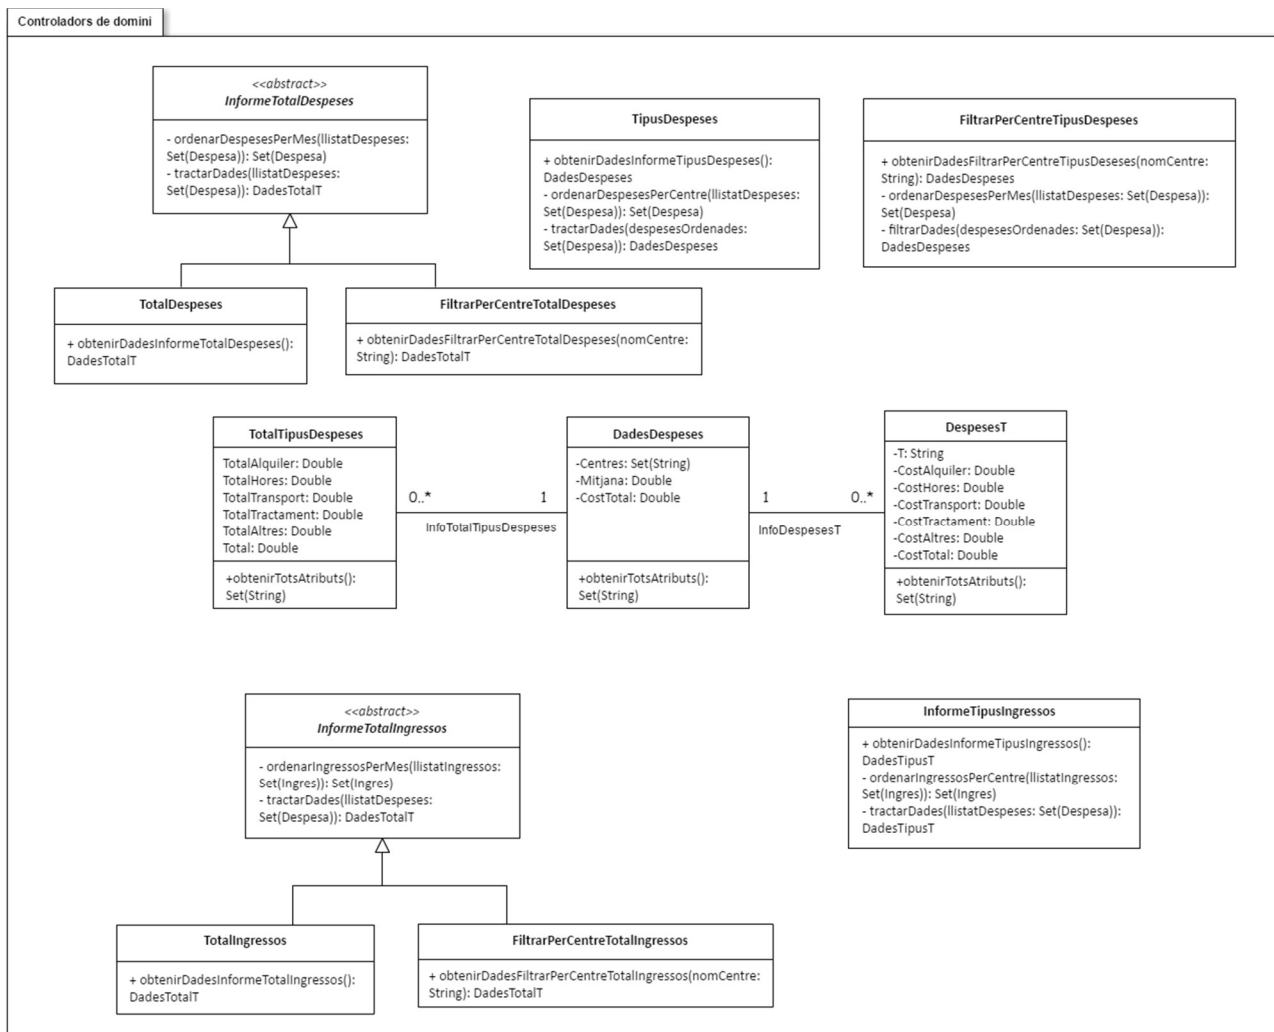 Controladors de domini
<<abstract>>
InformeTotalDespeses
- ordenarDespesesPerMes(llistatDespeses:
Set(Despesa)): Set(Despesa)
- tractarDades(llistatDespeses:
Set(Despesa)): DadesTotalT
TipusDespeses
+ obtenirDadesInformeTipusDespeses():
DadesDespeses
- ordenarDespesesPerCentre(llistatDespeses:
Set(Despesa)): Set(Despesa)
- tractarDades(despesesOrdenades:
Set(Despesa)): DadesDespeses
FiltrarPerCentreTipusDespeses
+ obtenirDadesFiltrarPerCentreTipusDeseses(nomCentre:
String): DadesDespeses
- ordenarDespesesPerMes(llistatDespeses: Set(Despesa)):
Set(Despesa)
- filtrarDades(despesesOrdenades: Set(Despesa)):
DadesDespeses
TotalDespeses
+ obtenirDadesInformeTotalDespeses():
DadesTotalT
FiltrarPerCentreTotalDespeses
+ obtenirDadesFiltrarPerCentreTotalDespeses(nomCentre:
String): DadesTotalT
TotalTipusDespeses
TotalAlquiler: Double
TotalHores: Double
TotalTransport: Double
TotalTractament: Double
TotalAltres: Double
Total: Double
+obtenirTotsAtributs():
Set(String)
0..*
1
InfoTotalTipusDespeses
DadesDespeses
-Centres: Set(String)
-Mitjana: Double
-CostTotal: Double
+obtenirTotsAtributs():
Set(String)
1
0..*
InfoDespesesT
DespesesT
-T: String
-CostAlquiler: Double
-CostHores: Double
-CostTransport: Double
-CostTractament: Double
-CostAltres: Double
-CostTotal: Double
+obtenirTotsAtributs():
Set(String)
<<abstract>>
InformeTotalIngressos
- ordenarIngressosPerMes(llistatIngressos:
Set(Ingres)): Set(Ingres)
- tractarDades(llistatDespeses:
Set(Despesa)): DadesTotalT
InformeTipusIngressos
+ obtenirDadesInformeTipusIngressos():
DadesTipusT
- ordenarIngressosPerCentre(llistatIngressos:
Set(Ingres)): Set(Ingres)
- tractarDades(llistatDespeses: Set(Despesa)):
DadesTipusT
TotalIngressos
+ obtenirDadesInformeTotalIngressos():
DadesTotalT
FiltrarPerCentreTotalIngressos
+ obtenirDadesFiltrarPerCentreTotalIngressos(nomCentre:
String): DadesTotalT